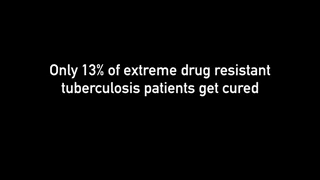 Only 13% of extreme drug resistant
tuberculosis patients get cured